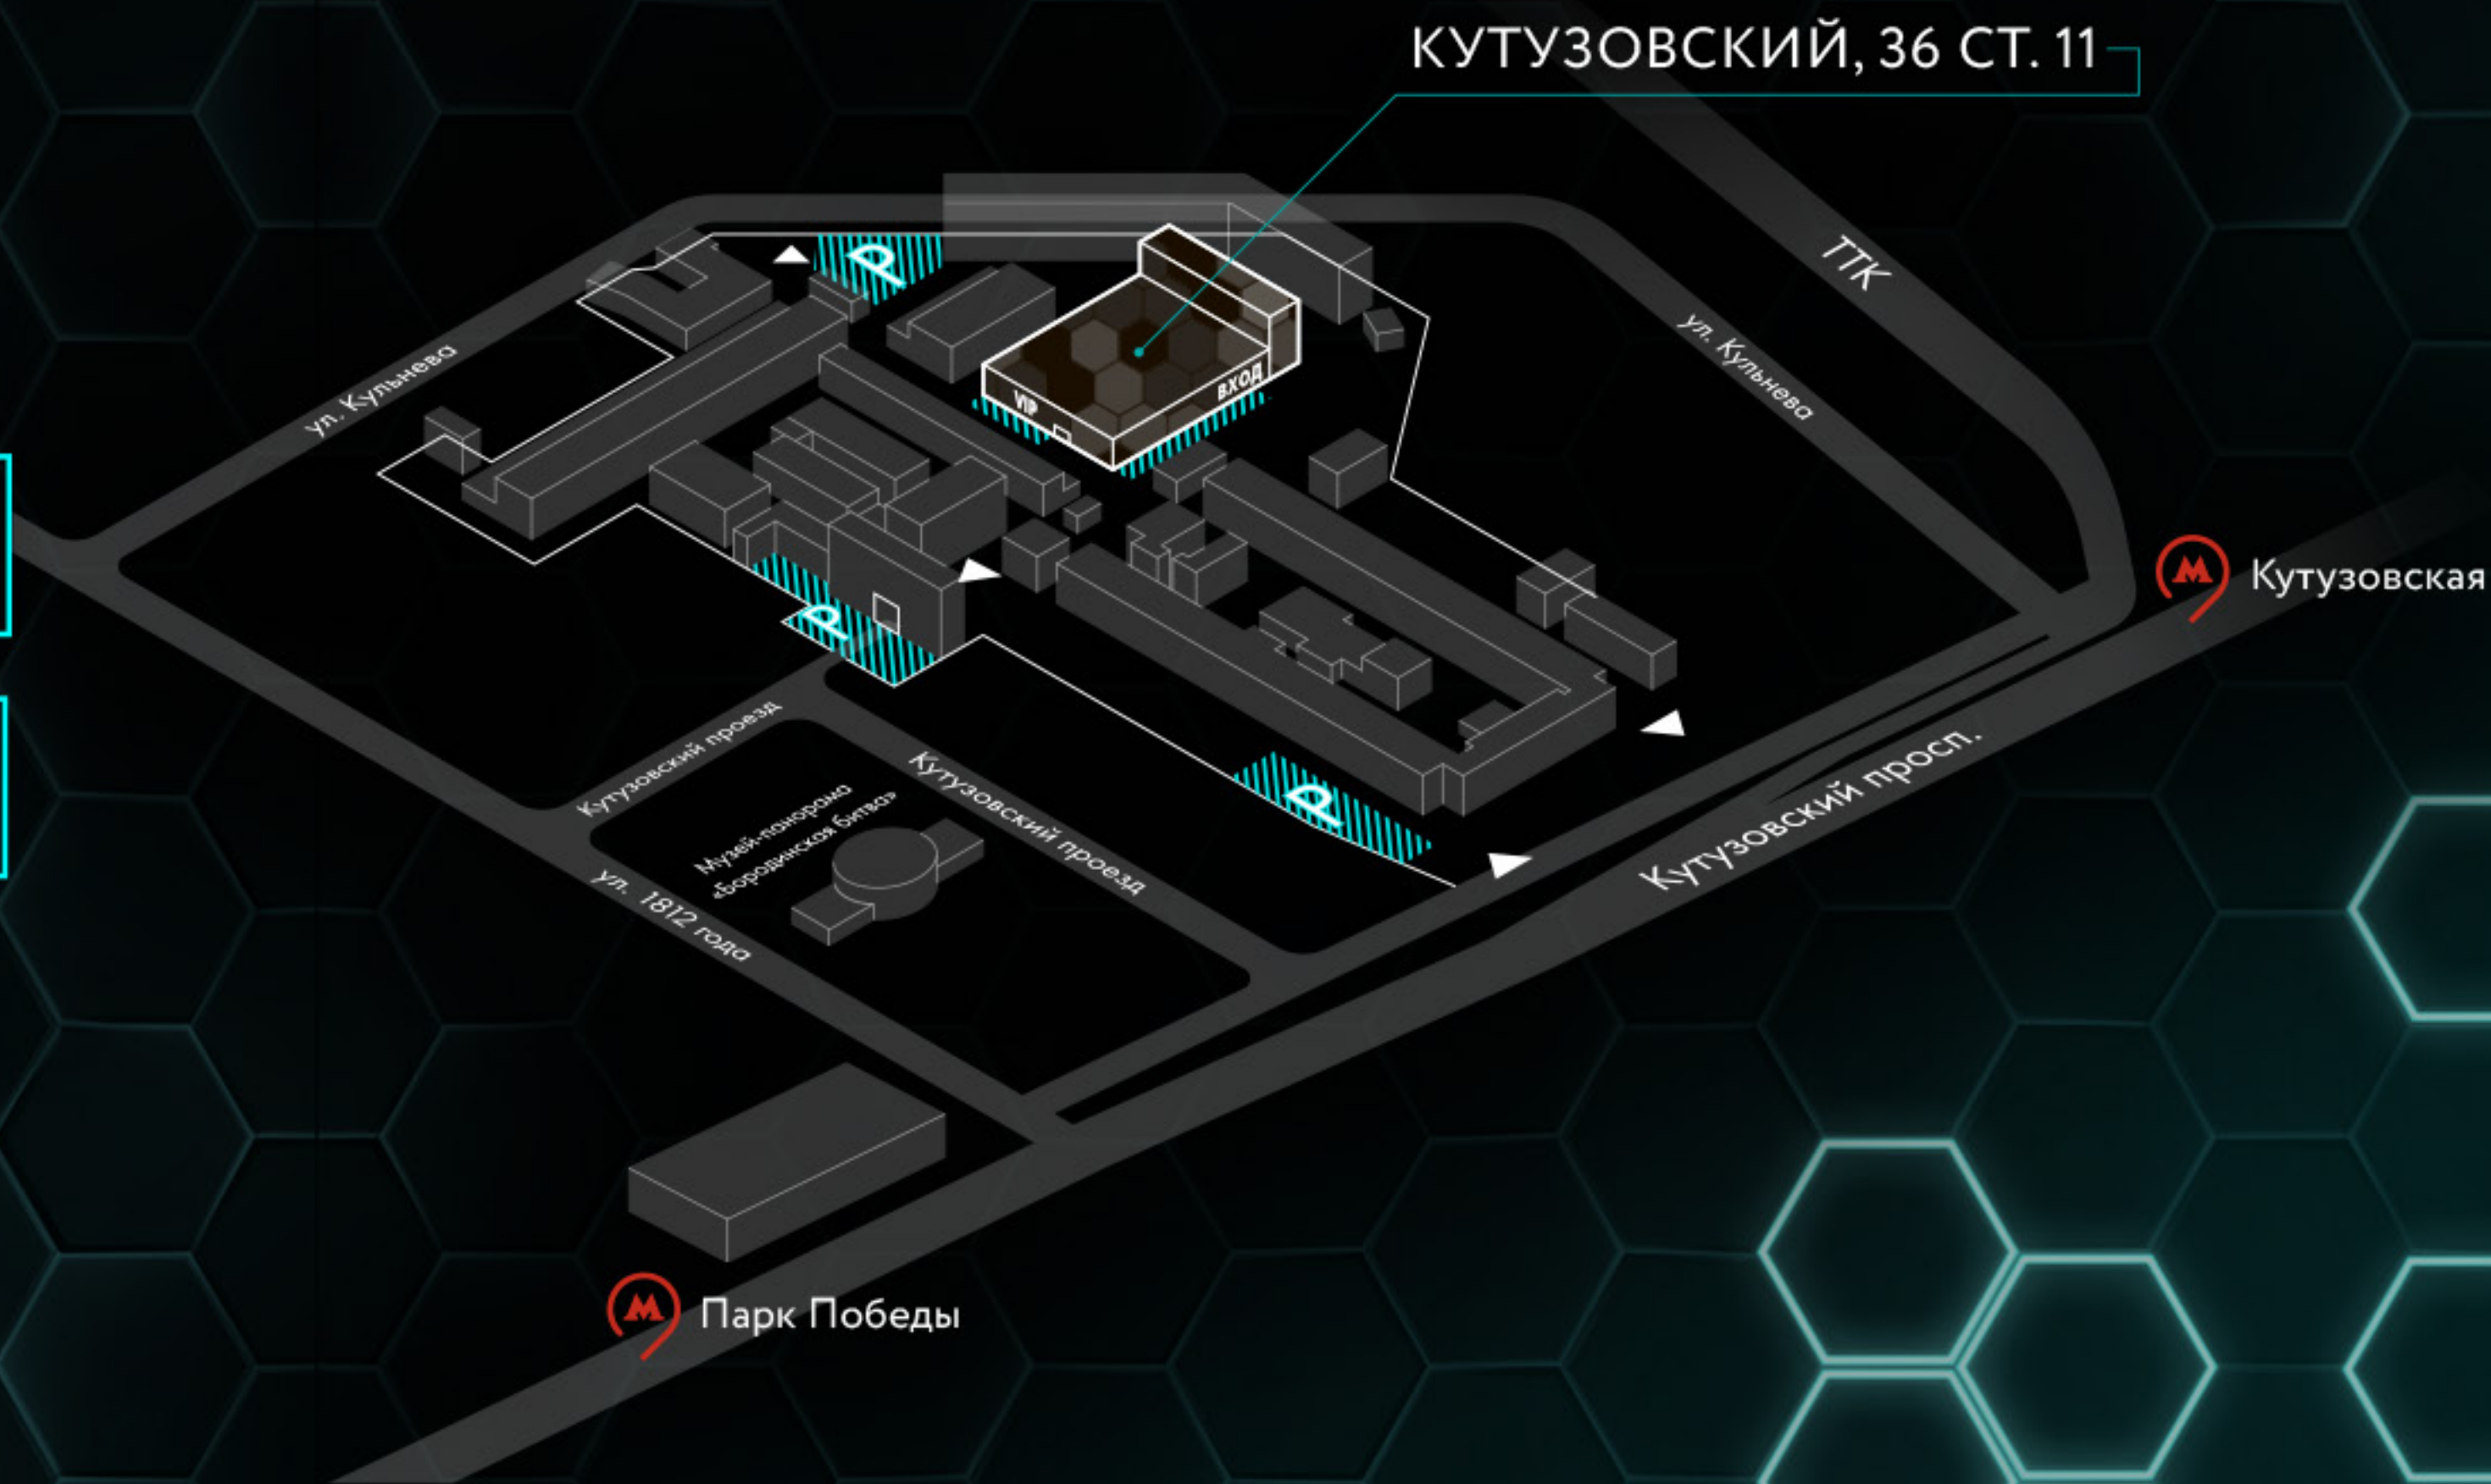 КУТУЗОВСКИЙ, 36 СТ. 11
ТТК
Р
ул. Кульнева
ул. Кульнева
VIP
ВХОД
М
Кутузовская
Р
Кутузовский проезд
Кутузовский проезд
Р
Кутузовский просп.
Музей-панорама
«Бородинская битва»
ул. 1812 года
М
Парк Победы